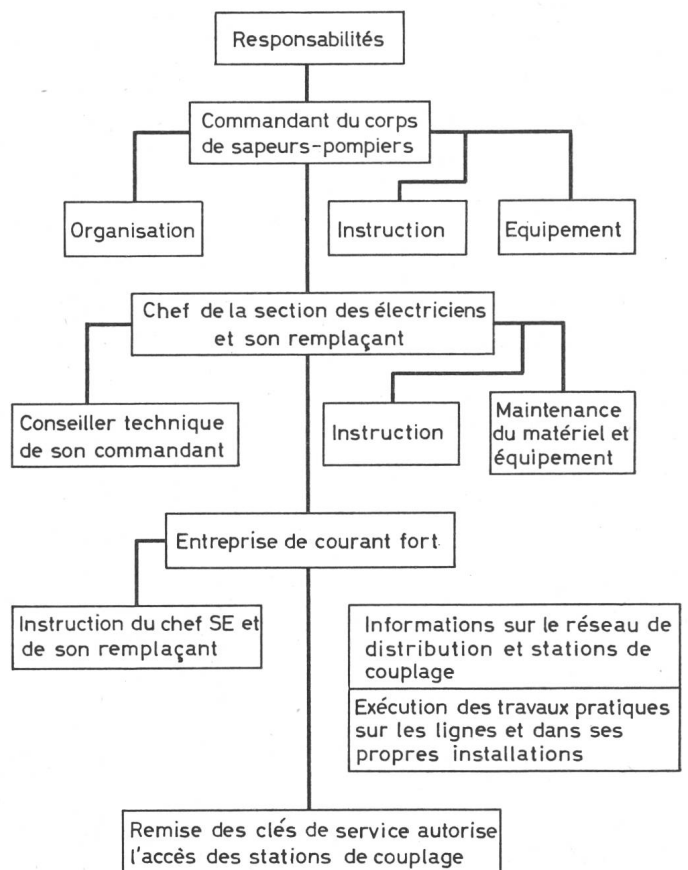 Responsabilités
Commandant du corps
de sapeurs-pompiers
Organisation
Instruction
Equipement
Chef de la section des électriciens
et son remplaçant
Conseiller technique
de son commandant
Instruction
Maintenance
du matériel et
équipement
Entreprise de courant fort
Instruction du chef SE et
de son remplaçant
Informations sur le réseau de
distribution et stations de
couplage
Exécution des travaux pratiques
sur les lignes et dans ses
propres installations
Remise des clés de service autorise
l'accès des stations de couplage